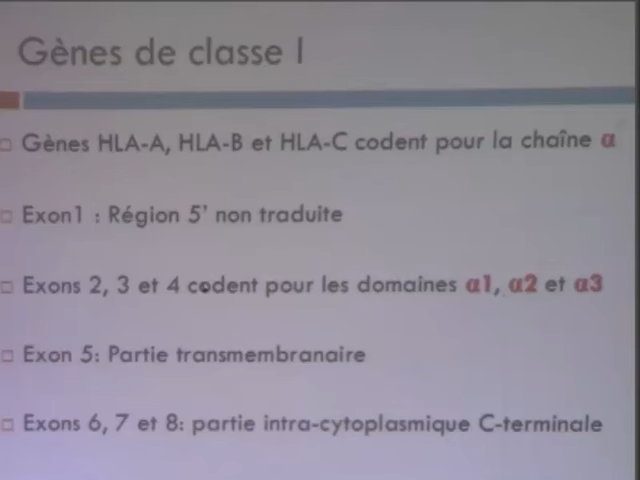 Gènes de classe I
Gènes HLA-A, HLA-B et HLA-C codent pour la chaîne α
Exon1 : Région 5' non traduite
Exons 2, 3 et 4 codent pour les domaines α1, α2 et α3
Exon 5: Partie transmembranaire
Exons 6, 7 et 8: partie intra-cytoplasmique C-terminale